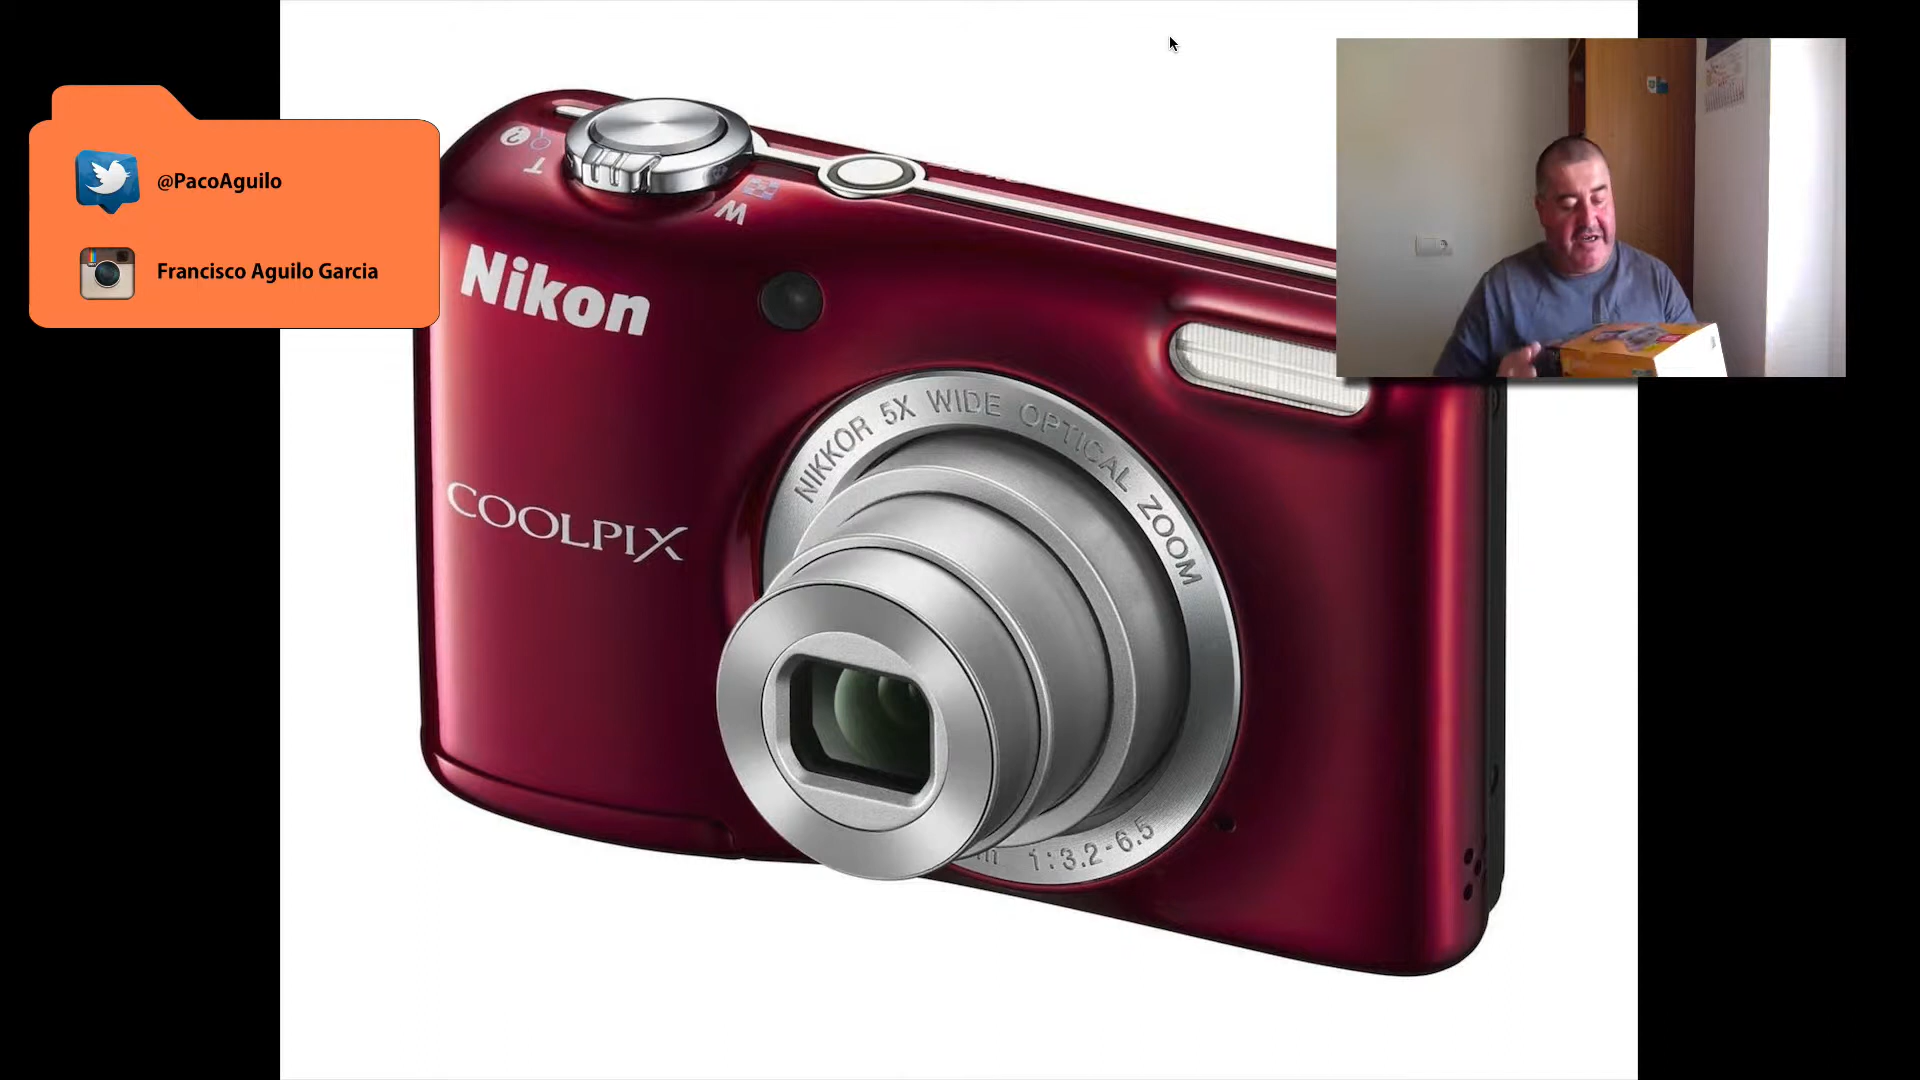 @PacoAguilo
Francisco Aguilo Garcia
T
W
Nikon
COOLPIX
NIKKOR 5X WIDE OPTICAL ZOOM
1:3.2-6.5